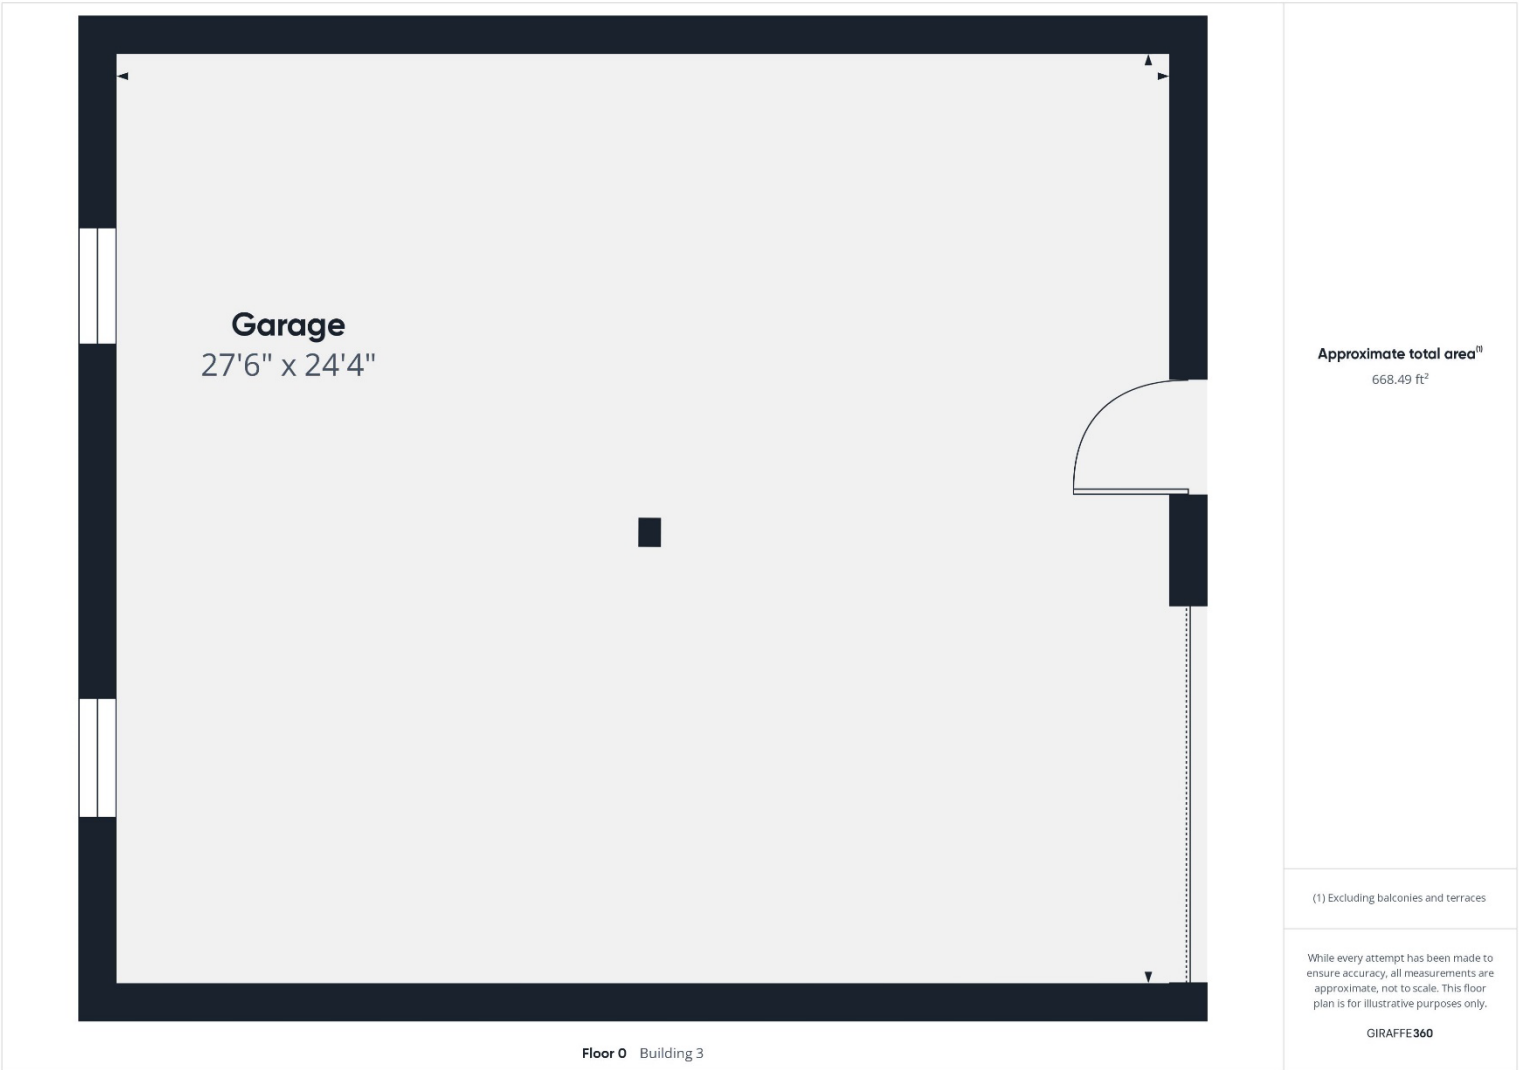 Garage
27'6" x 24'4"
Approximate total area(1)
668.49 ft²
(1) Excluding balconies and terraces
While every attempt has been made to
ensure accuracy, all measurements are
approximate, not to scale. This floor
plan is for illustrative purposes only.
GIRAFFE360
Floor 0 Building 3